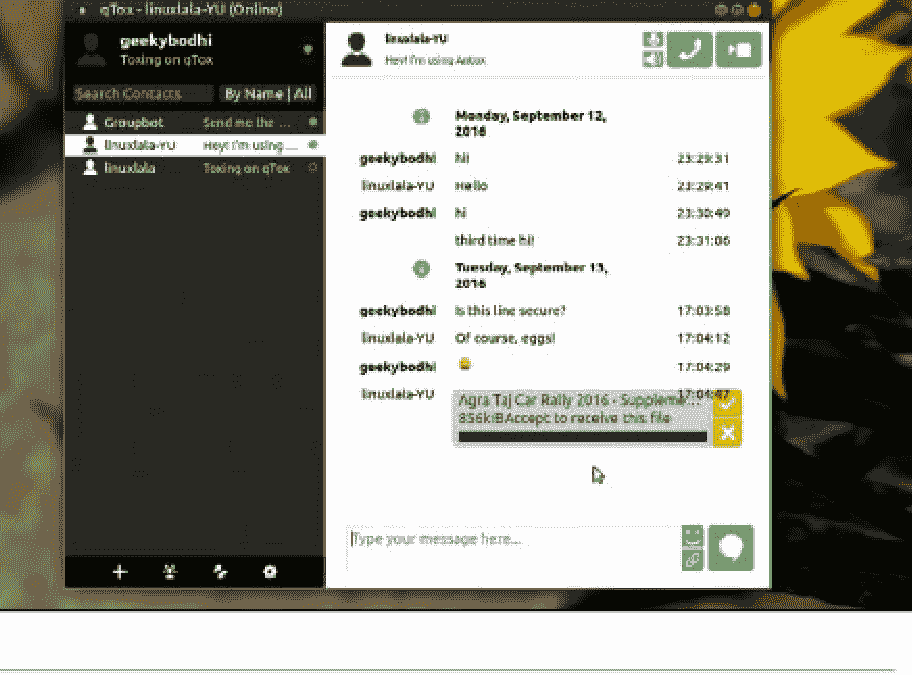 qTox - linuxlala-YU (Online)
geekybodhi
Toxing on qTox
Search Contacts By Name | All
Groupbot Send me the ...
linuxlala-YU Hey! I'm using ...
linuxlala Toxing on qTox
linuxlala-YU
Hey! I'm using Antox
Monday, September 12,
2016
geekybodhi hi! 23:29:31
linuxlala-YU Hello 23:29:41
geekybodhi hi 23:30:49
third time hi! 23:31:06
Tuesday, September 13,
2016
geekybodhi Is this line secure? 17:03:58
linuxlala-YU Of course, eggs! 17:04:12
geekybodhi 17:04:29
linuxlala-YU 17:04:47
Agra Taj Car Rally 2016 - Suppleme...
856kiB Accept to receive this file
Type your message here...